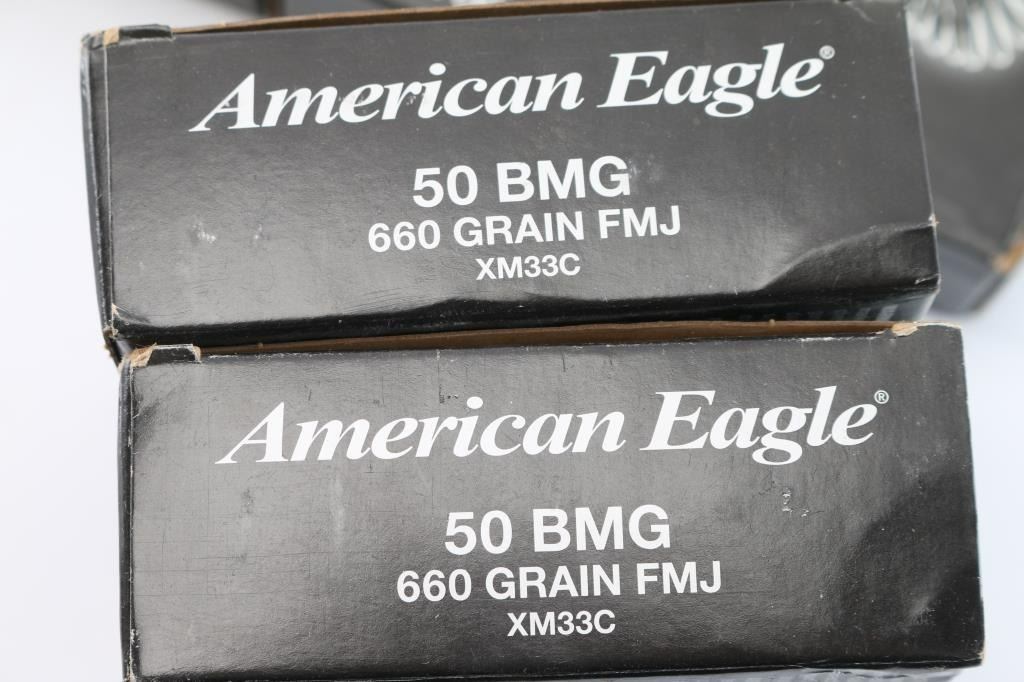 American Eagle®
50 BMG
660 GRAIN FMJ
XM33C
American Eagle®
50 BMG
660 GRAIN FMJ
XM33C